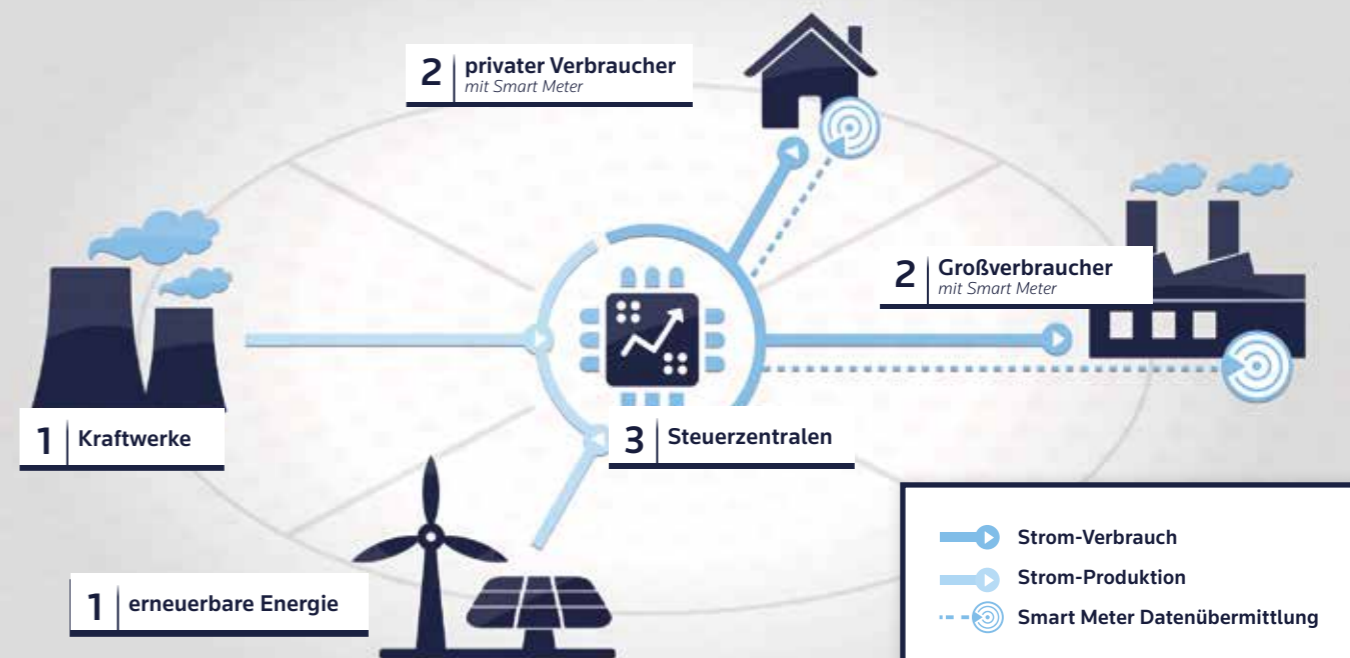 2 privater Verbraucher
mit Smart Meter
2 Großverbraucher
mit Smart Meter
1 Kraftwerke
3 Steuerzentralen
1 erneuerbare Energie
Strom-Verbrauch
Strom-Produktion
Smart Meter Datenübermittlung